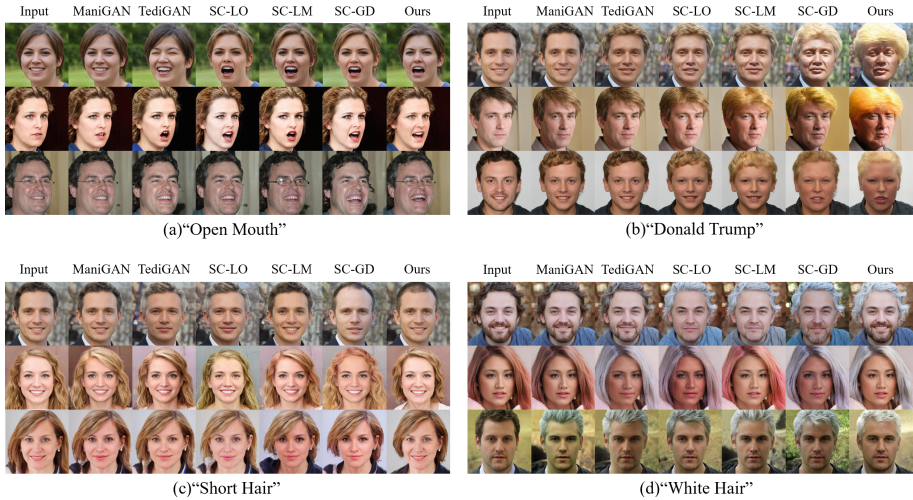 Input ManiGAN TediGAN SC-LO SC-LM SC-GD Ours
(a)“Open Mouth”
Input ManiGAN TediGAN SC-LO SC-LM SC-GD Ours
(b)“Donald Trump”
Input ManiGAN TediGAN SC-LO SC-LM SC-GD Ours
(c)“Short Hair”
Input ManiGAN TediGAN SC-LO SC-LM SC-GD Ours
(d)“White Hair”